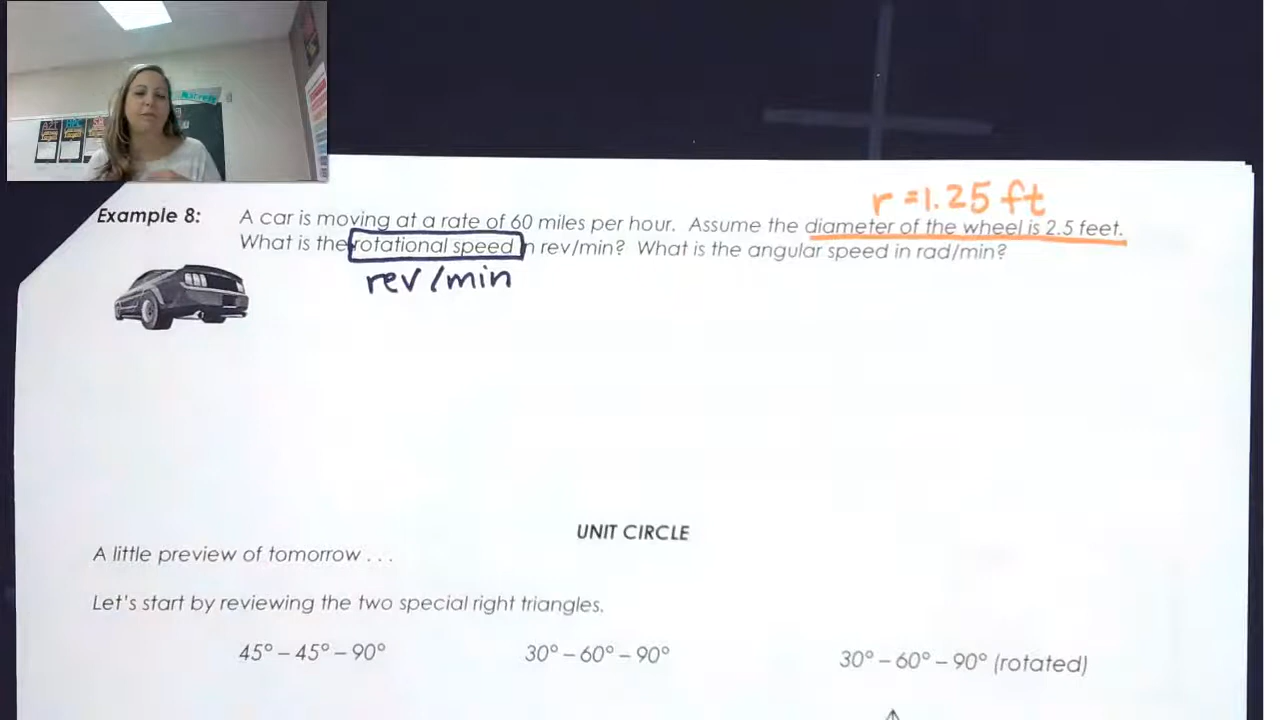 A2T HPC SM
r = 1.25 ft
Example 8: A car is moving at a rate of 60 miles per hour. Assume the diameter of the wheel is 2.5 feet.
What is the rotational speed in rev/min? What is the angular speed in rad/min?
rev/min
UNIT CIRCLE
A little preview of tomorrow . . .
Let's start by reviewing the two special right triangles.
45° – 45° – 90° 30° – 60° – 90° 30° – 60° – 90° (rotated)